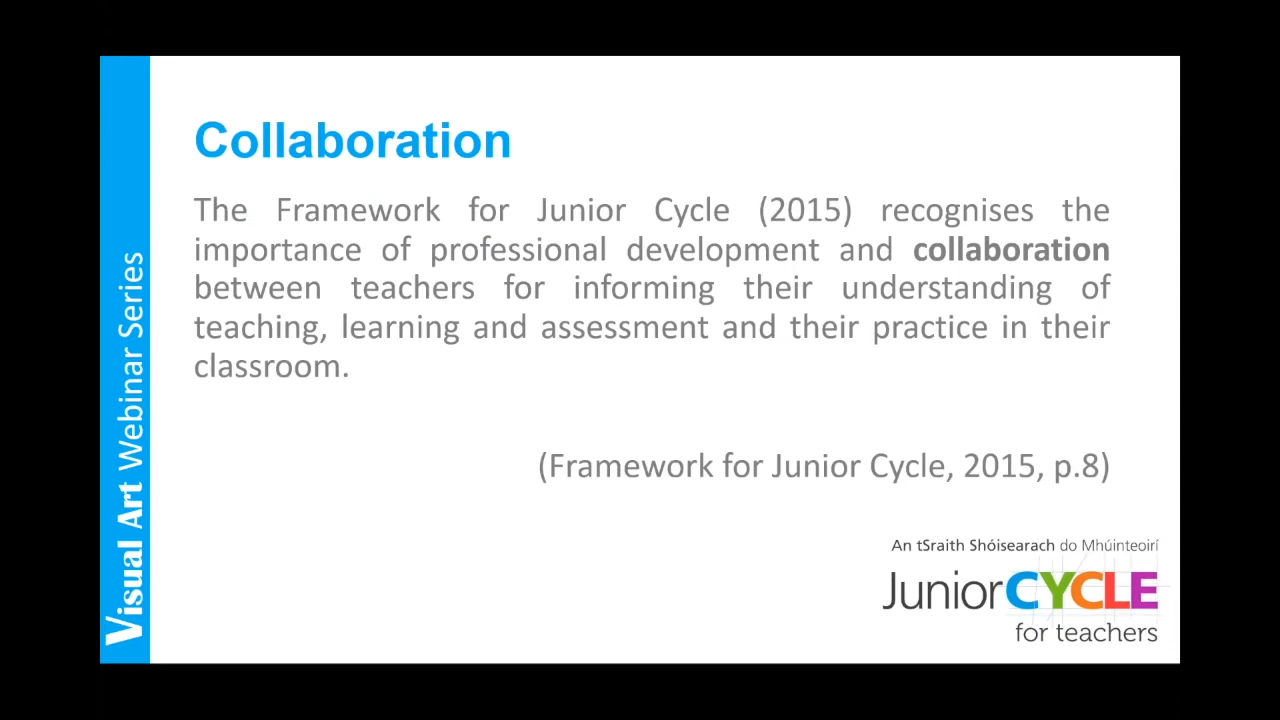 Collaboration
The Framework for Junior Cycle (2015) recognises the
importance of professional development and collaboration
between teachers for informing their understanding of
teaching, learning and assessment and their practice in their
classroom.
(Framework for Junior Cycle, 2015, p.8)
Visual Art Webinar Series
An tSraith Shóisearach do Mhúinteoirí
JuniorCYCLE
for teachers